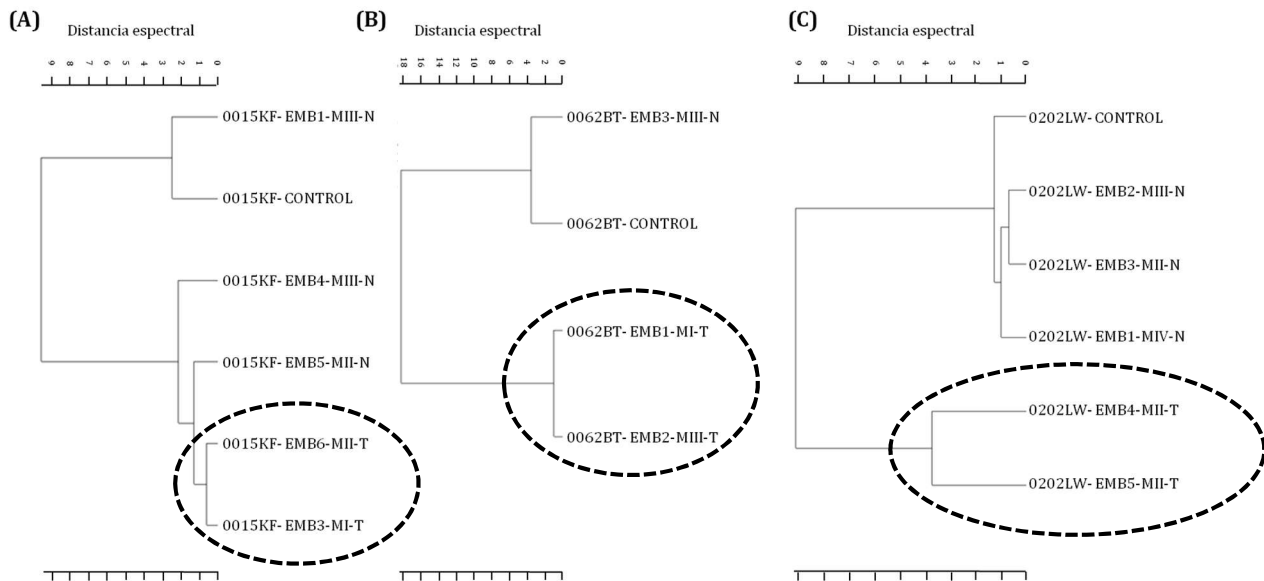 (A)
Distancia espectral
9 8 7 6 5 4 3 2 1 0
0015KF- EMB1-MIII-N
0015KF- CONTROL
0015KF- EMB4-MIII-N
0015KF- EMB5-MII-N
0015KF- EMB6-MII-T
0015KF- EMB3-MI-T
(B)
Distancia espectral
18 16 14 12 10 8 6 4 2 0
0062BT- EMB3-MIII-N
0062BT- CONTROL
0062BT- EMB1-MI-T
0062BT- EMB2-MIII-T
(C)
Distancia espectral
9 8 7 6 5 4 3 2 1 0
0202LW- CONTROL
0202LW- EMB2-MIII-N
0202LW- EMB3-MII-N
0202LW- EMB1-MIV-N
0202LW- EMB4-MII-T
0202LW- EMB5-MII-T